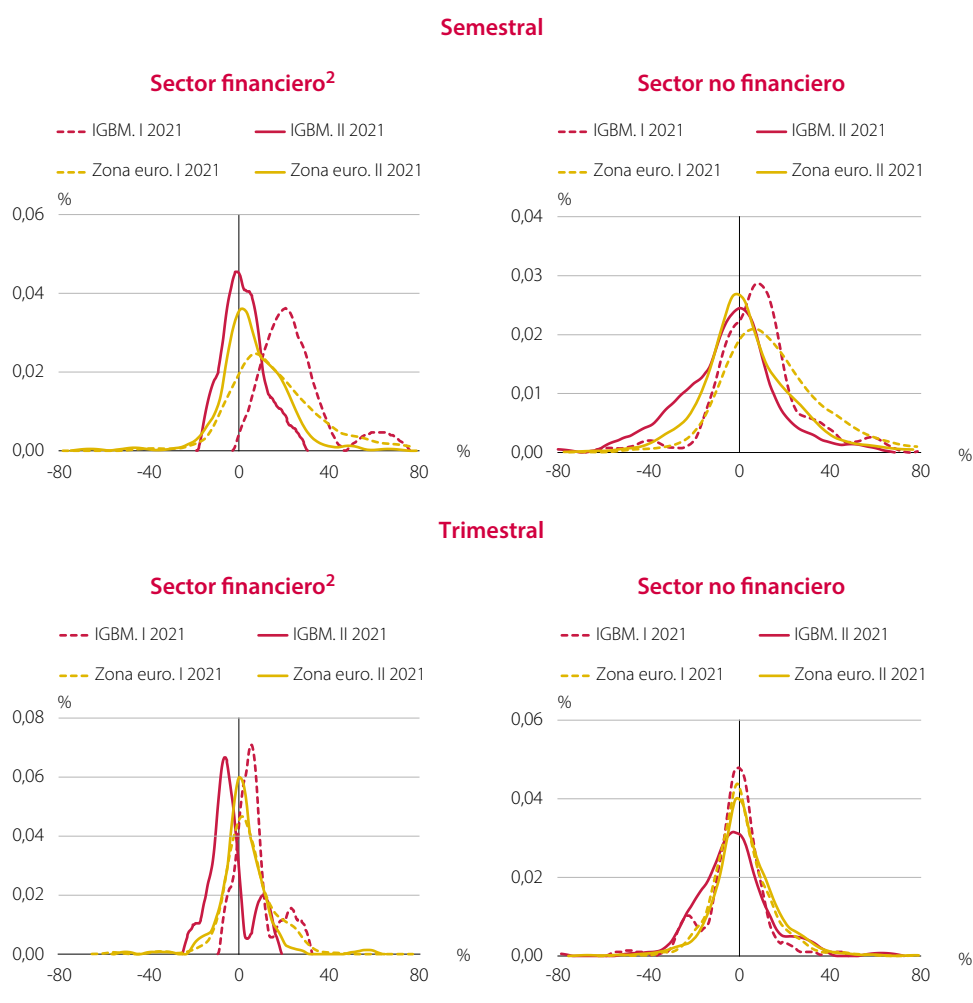 Semestral
Sector financiero2
IGBM. I 2021 IGBM. II 2021
Zona euro. I 2021 Zona euro. II 2021
%
0,06
0,04
0,02
0,00
-80 -40 0 40 80 %
Sector no financiero
IGBM. I 2021 IGBM. II 2021
Zona euro. I 2021 Zona euro. II 2021
%
0,04
0,03
0,02
0,01
0,00
-80 -40 0 40 80 %
Trimestral
Sector financiero2
IGBM. I 2021 IGBM. II 2021
Zona euro. I 2021 Zona euro. II 2021
%
0,08
0,06
0,04
0,02
0,00
-80 -40 0 40 80 %
Sector no financiero
IGBM. I 2021 IGBM. II 2021
Zona euro. I 2021 Zona euro. II 2021
%
0,06
0,04
0,02
0,00
-80 -40 0 40 80 %